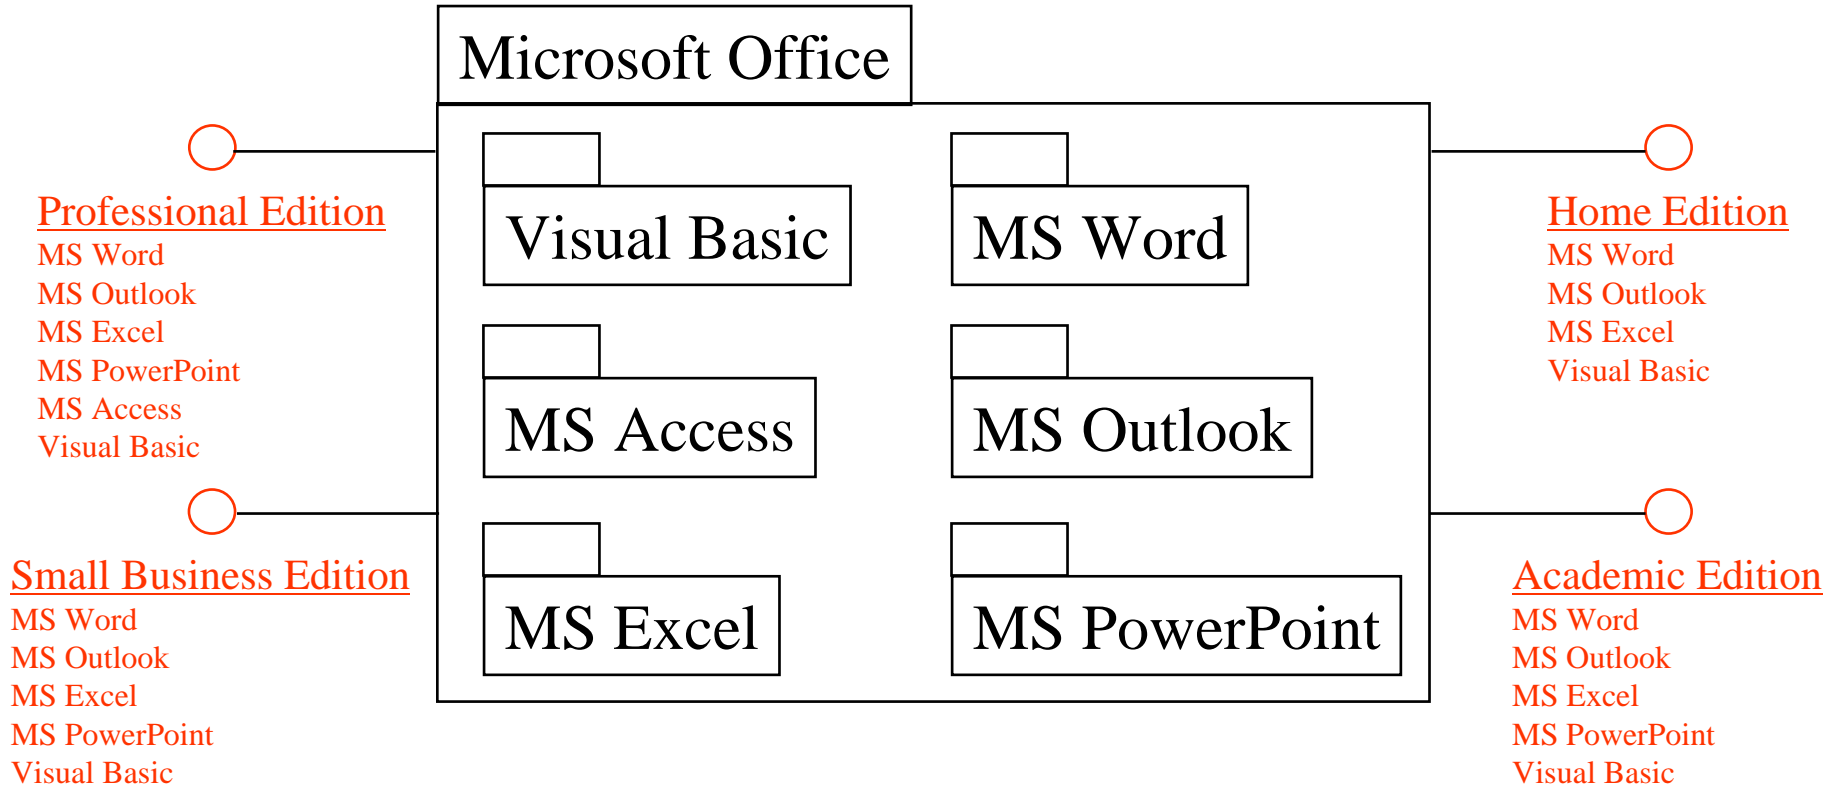 Microsoft Office
Professional Edition
MS Word
MS Outlook
MS Excel
MS PowerPoint
MS Access
Visual Basic
Small Business Edition
MS Word
MS Outlook
MS Excel
MS PowerPoint
Visual Basic
Visual Basic
MS Word
MS Access
MS Outlook
MS Excel
MS PowerPoint
Home Edition
MS Word
MS Outlook
MS Excel
Visual Basic
Academic Edition
MS Word
MS Outlook
MS Excel
MS PowerPoint
Visual Basic